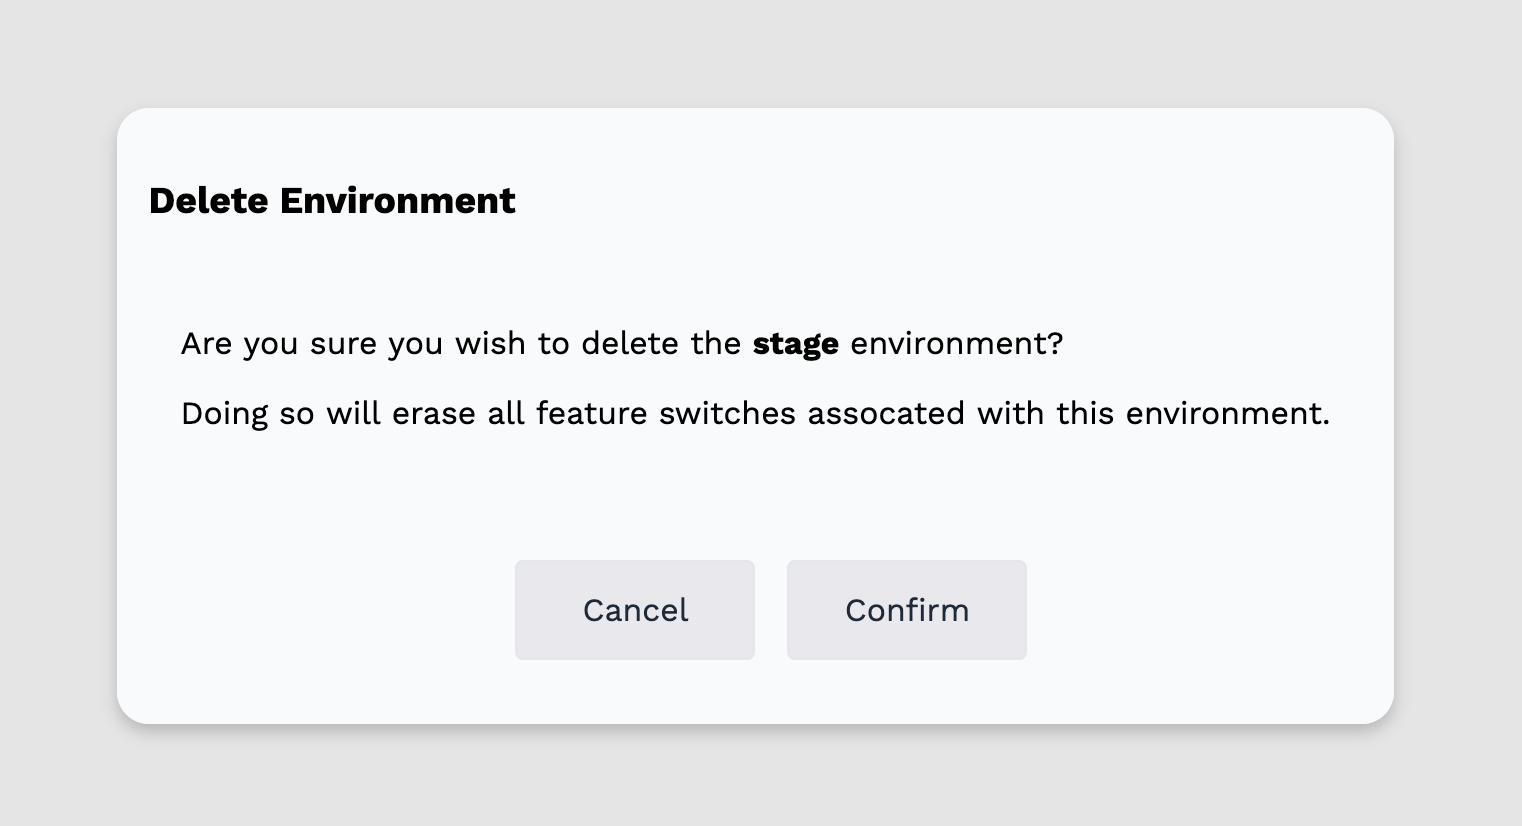 Delete Environment
Are you sure you wish to delete the stage environment?
Doing so will erase all feature switches assocated with this environment.
Cancel
Confirm